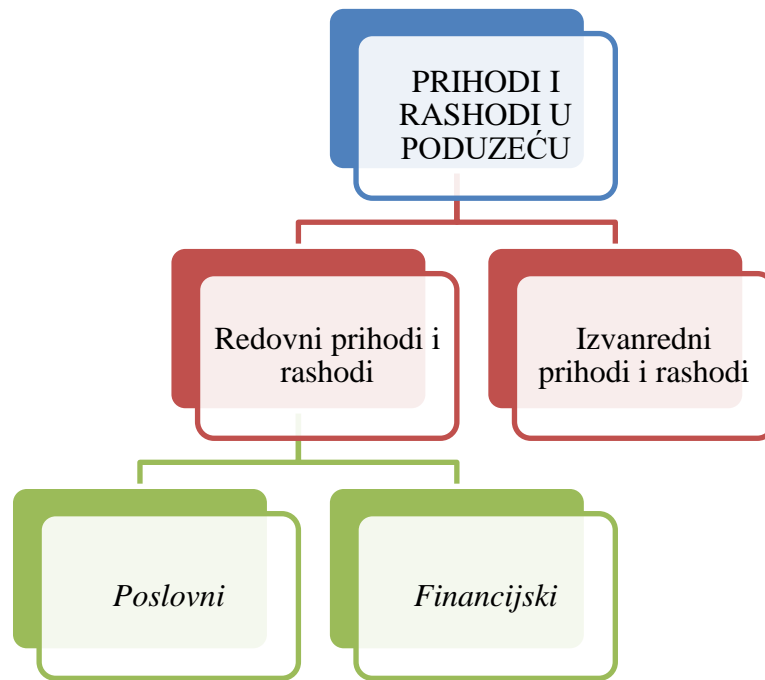 PRIHODI I
RASHODI U
PODUZEĆU
Redovni prihodi i
rashodi
Izvanredni
prihodi i rashodi
Poslovni
Financijski